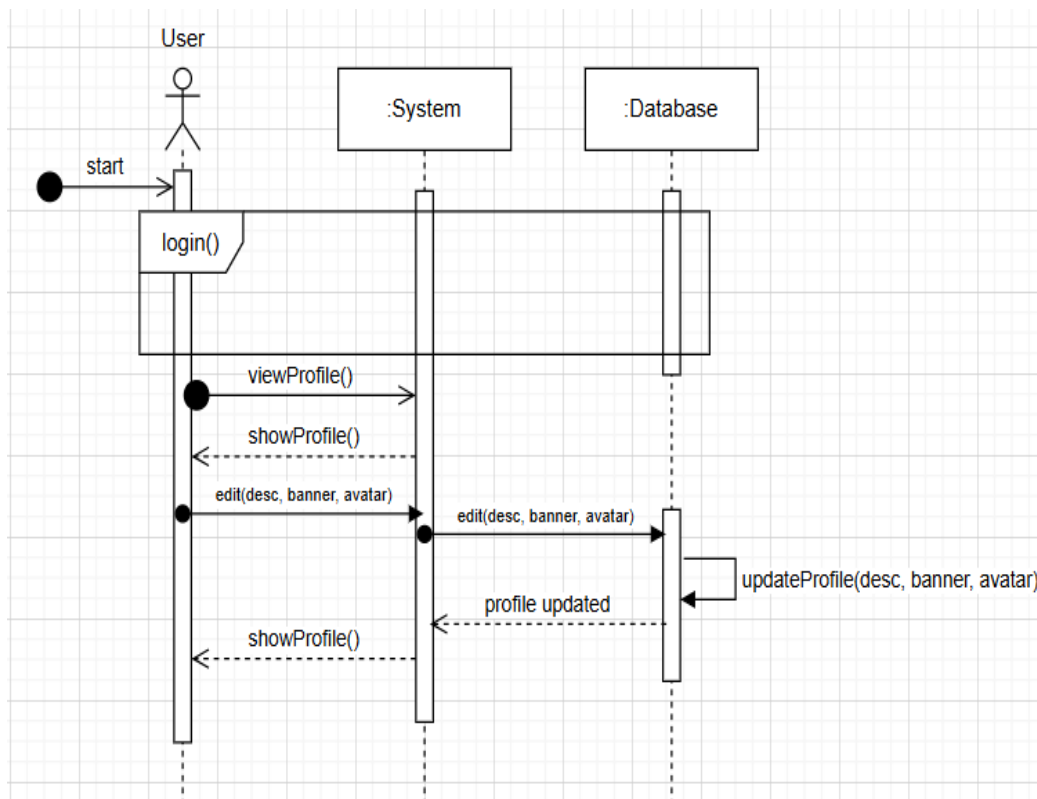 User
:System
:Database
start
login()
viewProfile()
showProfile()
edit(desc, banner, avatar)
edit(desc, banner, avatar)
updateProfile(desc, banner, avatar)
profile updated
showProfile()